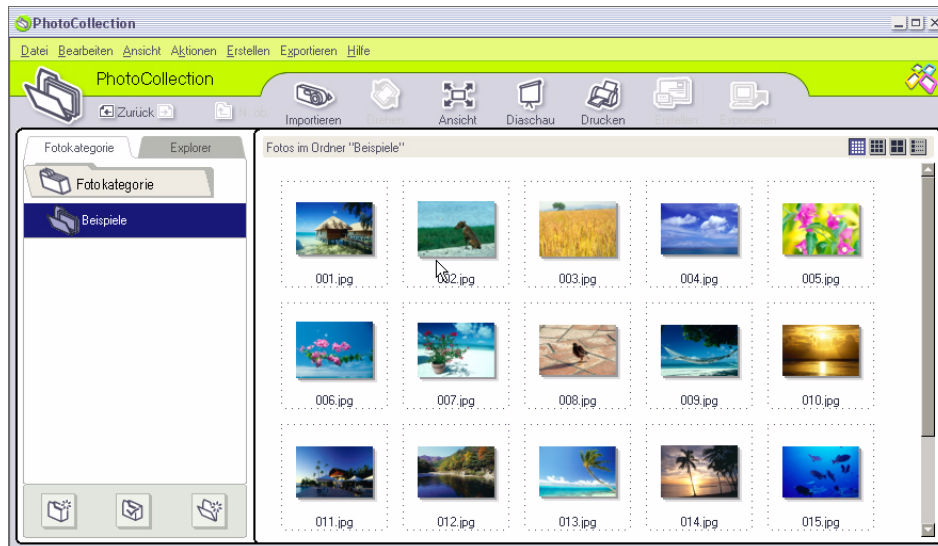 PhotoCollection
Datei Bearbeiten Ansicht Aktionen Erstellen Exportieren Hilfe
PhotoCollection
Zurück
Importieren Drehen Ansicht Diaschau Drucken Erstellen Exportieren
Fotokategorie Explorer
Fotos im Ordner "Beispiele"
Fotokategorie
Beispiele
001.jpg 002.jpg 003.jpg 004.jpg 005.jpg
006.jpg 007.jpg 008.jpg 009.jpg 010.jpg
011.jpg 012.jpg 013.jpg 014.jpg 015.jpg